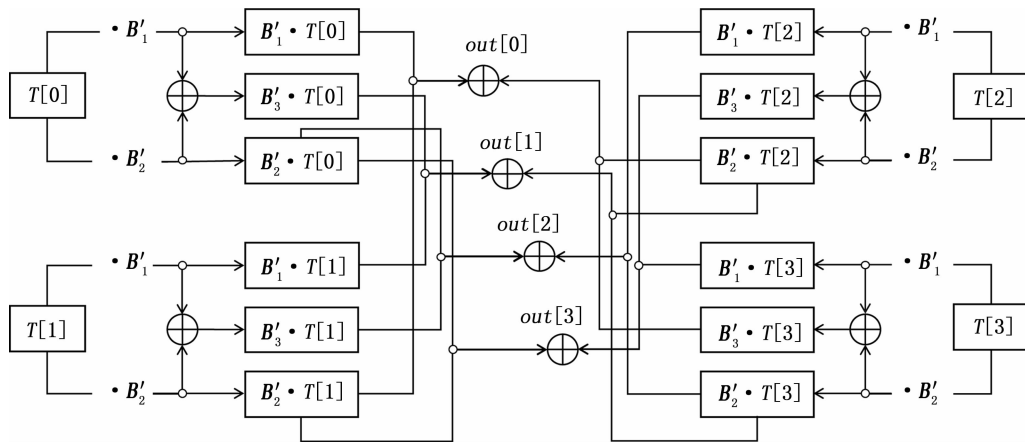 · B′₁ B′₁ · T[0] out[0] B′₁ · T[2] · B′₁
T[0] B′₃ · T[0] B′₃ · T[2] T[2]
· B′₂ B′₂ · T[0] out[1] B′₂ · T[2] · B′₂
out[2]
· B′₁ B′₁ · T[1] B′₁ · T[3] · B′₁
T[1] B′₃ · T[1] out[3] B′₃ · T[3] T[3]
· B′₂ B′₂ · T[1] B′₂ · T[3] · B′₂